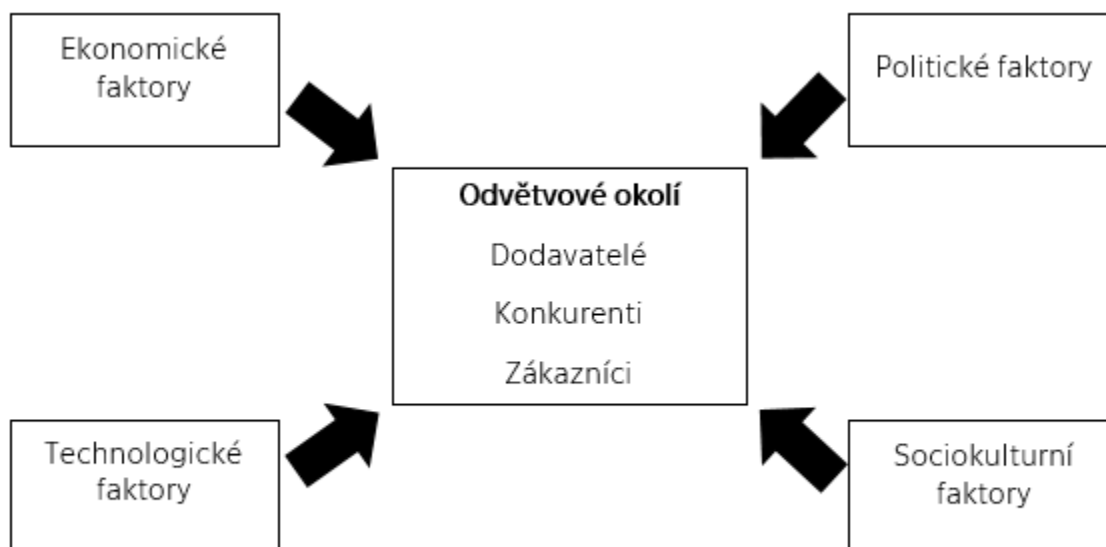 Ekonomické
faktory
Politické faktory
Odvětvové okolí
Dodavatelé
Konkurenti
Zákazníci
Technologické
faktory
Sociokulturní
faktory